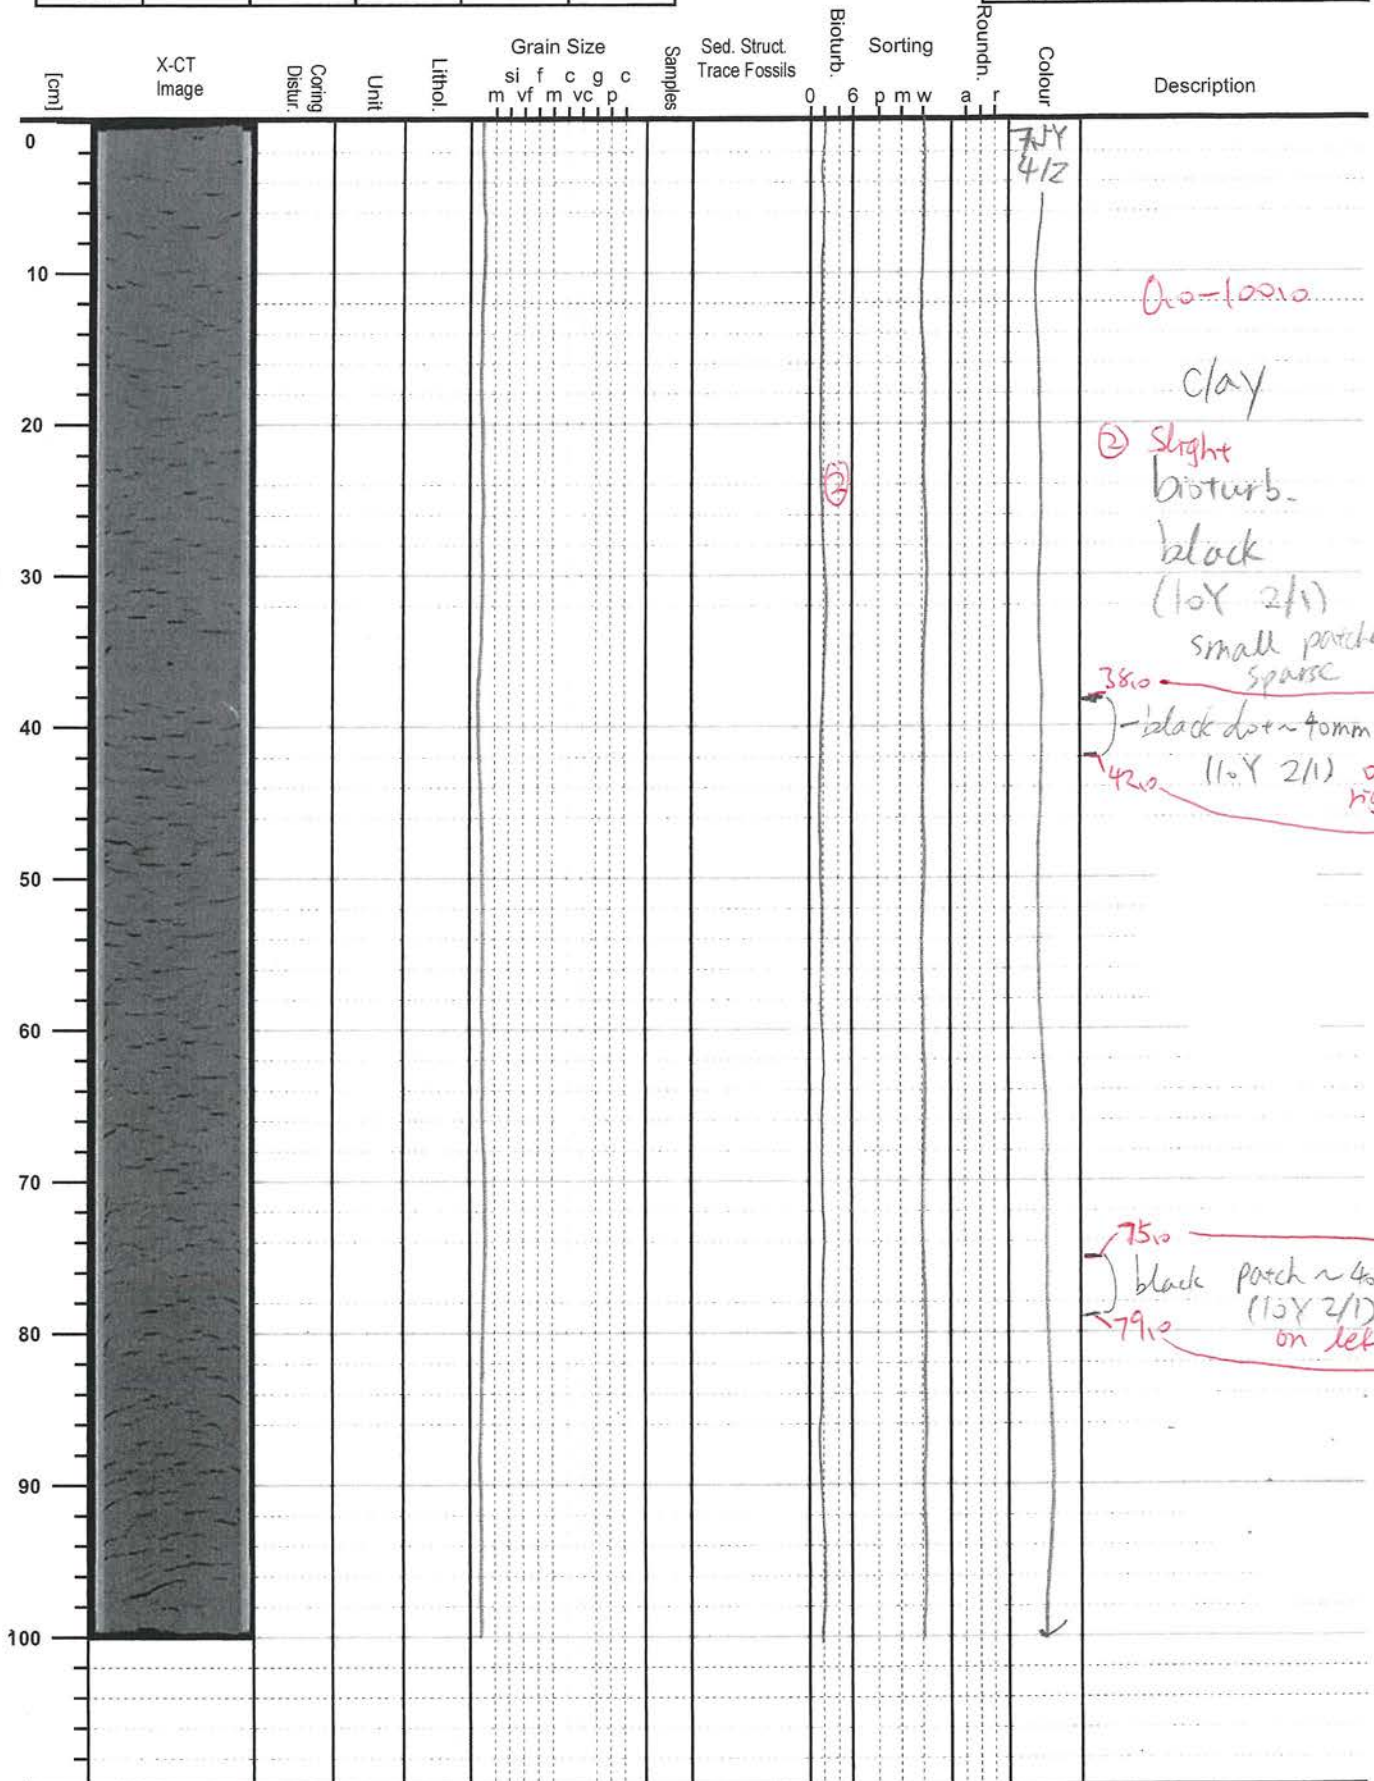 [cm]
X-CT
Image
Coring
Distur.
Unit
Lithol.
Grain Size
si f c g c
m vf m vc p
Samples
Sed. Struct.
Trace Fossils
Bioturb.
0 6
Sorting
p m w
Roundn.
a r
Colour
Description
0
7.5Y
4/2
10
0.0-100.0
clay
20
② Slight
bioturb.
②
black
30
(10Y 2/1)
small patch
sparse
38.0
40
-black dot ~ 40mm
(10Y 2/1)
42.0
50
60
70
75.0
black patch ~ 40
(10Y 2/1)
79.0
80
on left
90
100